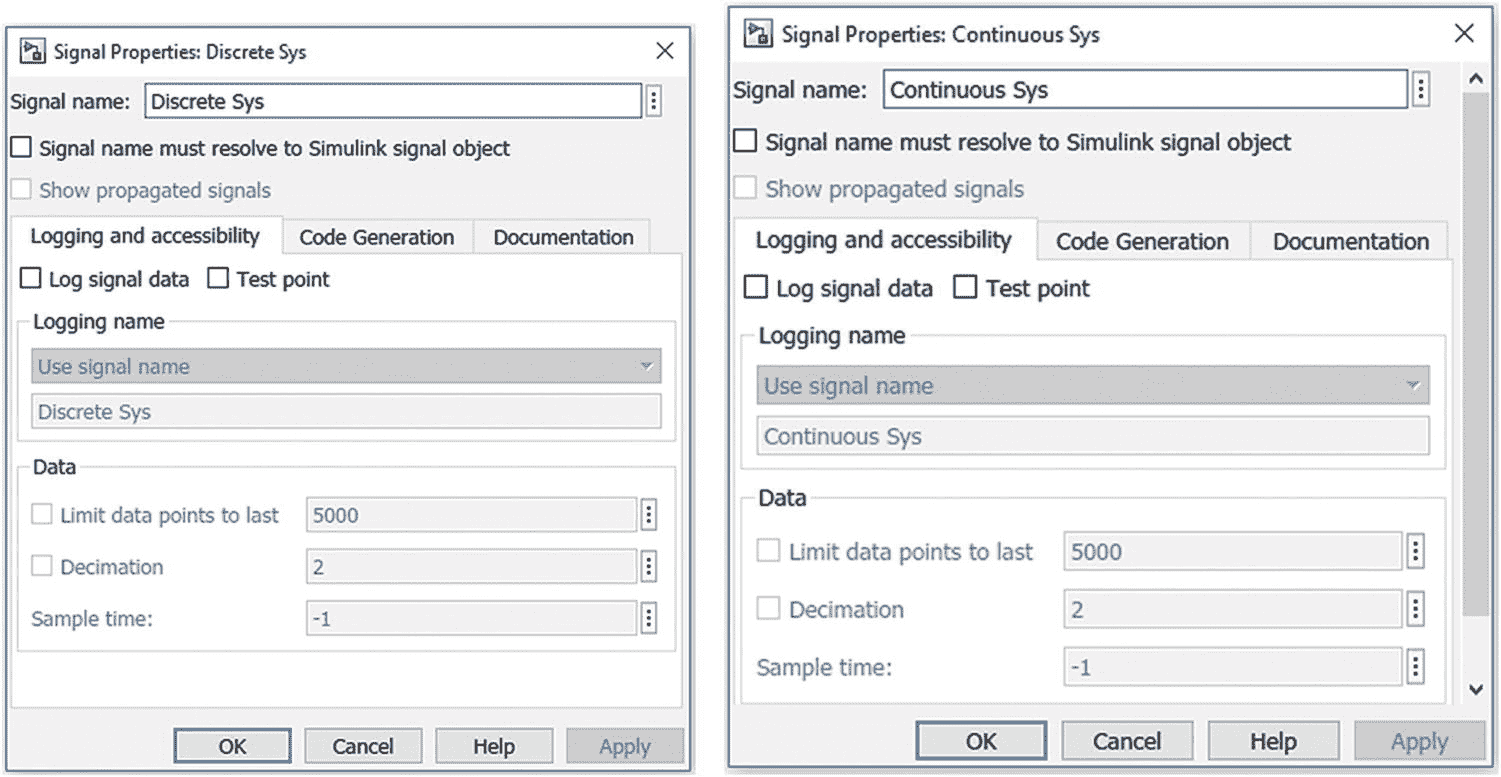 Signal Properties: Discrete Sys
Signal name: Discrete Sys
Signal name must resolve to Simulink signal object
Show propagated signals
Logging and accessibility Code Generation Documentation
Log signal data Test point
Logging name
Use signal name
Discrete Sys
Data
Limit data points to last 5000
Decimation 2
Sample time: -1
OK Cancel Help Apply
Signal Properties: Continuous Sys
Signal name: Continuous Sys
Signal name must resolve to Simulink signal object
Show propagated signals
Logging and accessibility Code Generation Documentation
Log signal data Test point
Logging name
Use signal name
Continuous Sys
Data
Limit data points to last 5000
Decimation 2
Sample time: -1
OK Cancel Help Apply